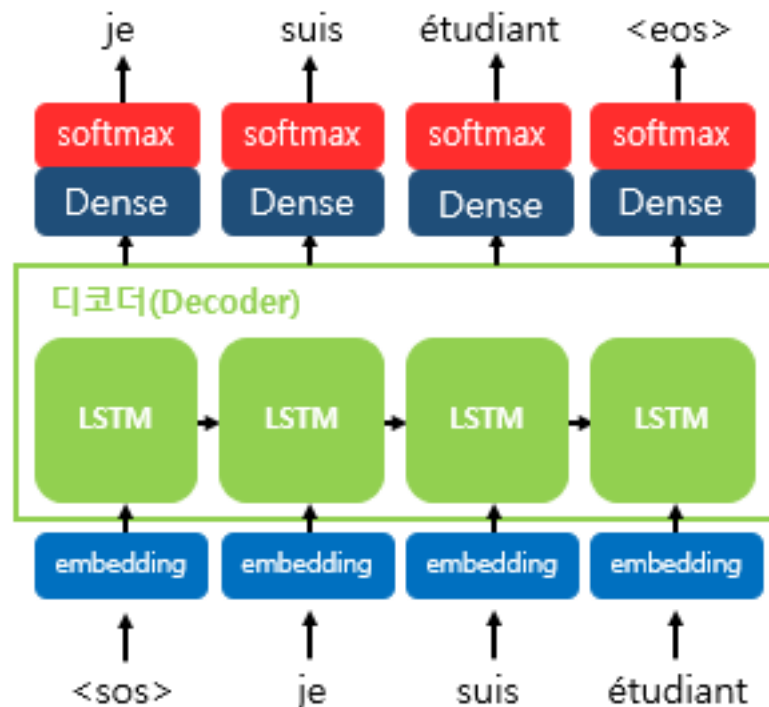 je suis étudiant <eos>
softmax softmax softmax softmax
Dense Dense Dense Dense
디코더(Decoder)
LSTM LSTM LSTM LSTM
embedding embedding embedding embedding
<sos> je suis étudiant